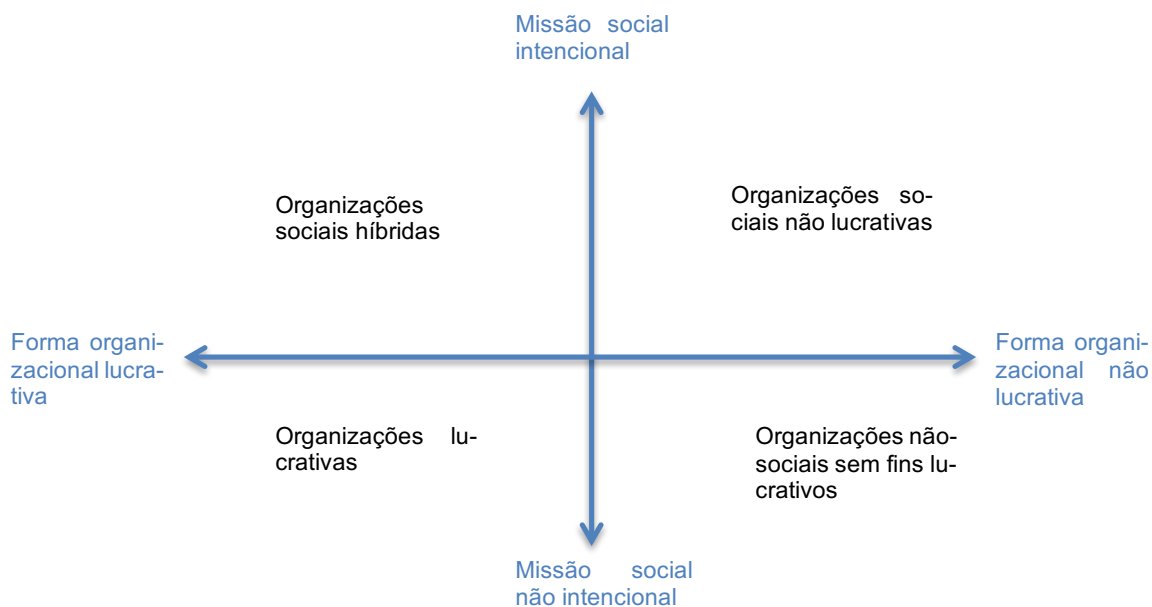 Missão social
intencional
Organizações
sociais híbridas
Organizações so-
ciais não lucrativas
Forma organi-
zacional lucra-
tiva
Forma organi-
zacional não
lucrativa
Organizações lu-
crativas
Organizações não-
sociais sem fins lu-
crativos
Missão social
não intencional